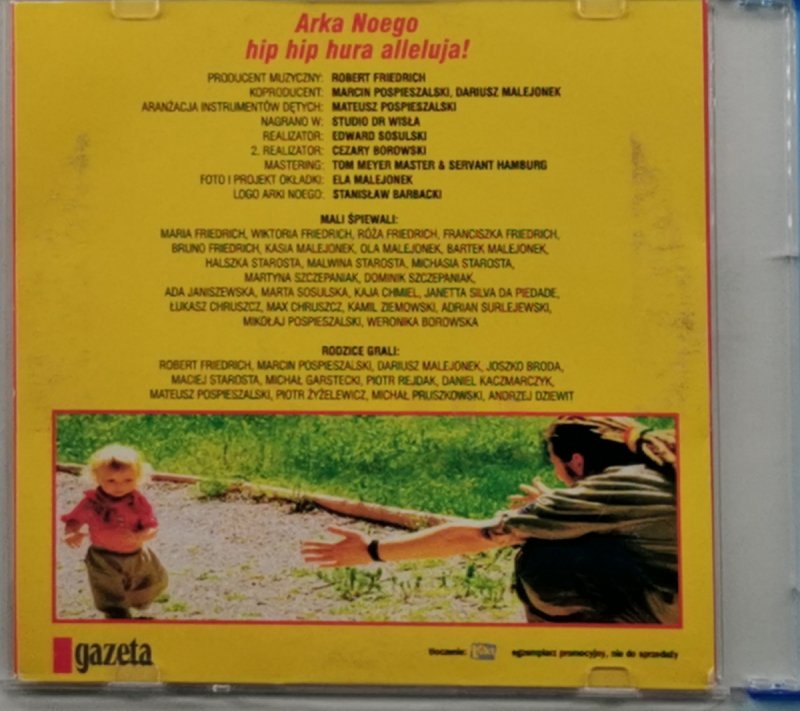 Arka Noego
hip hip hura alleluja!
PRODUCENT MUZYCZNY: ROBERT FRIEDRICH
KOPRODUCENT: MARCIN POSPIESZALSKI, DARIUSZ MALEJONEK
ARANŻACJA INSTRUMENTÓW DĘTYCH: MATEUSZ POSPIESZALSKI
NAGRANO W: STUDIO DR WISŁA
REALIZATOR: EDWARD SOSULSKI
2. REALIZATOR: CEZARY BOROWSKI
MASTERING: TOM MEYER MASTER & SERVANT HAMBURG
FOTO I PROJEKT OKŁADKI: ELA MALEJONEK
LOGO ARKI NOEGO: STANISŁAW BARBACKI
MALI ŚPIEWALI:
MARIA FRIEDRICH, WIKTORIA FRIEDRICH, RÓŻA FRIEDRICH, FRANCISZKA FRIEDRICH,
BRUNO FRIEDRICH, KASIA MALEJONEK, OLA MALEJONEK, BARTEK MALEJONEK,
HALSZKA STAROSTA, MALWINA STAROSTA, MICHASIA STAROSTA,
MARTYNA SZCZEPANIAK, DOMINIK SZCZEPANIAK,
ADA JANISZEWSKA, MARTA SOSULSKA, KAJA CHMIEL, JANETTA SILVA DA PIEDADE,
ŁUKASZ CHRUSZCZ, MAX CHRUSZCZ, KAMIL ZIEMOWSKI, ADRIAN SURLEJEWSKI,
MIKOŁAJ POSPIESZALSKI, WERONIKA BOROWSKA
RODZICE GRALI:
ROBERT FRIEDRICH, MARCIN POSPIESZALSKI, DARIUSZ MALEJONEK, JOSZKO BRODA,
MACIEJ STAROSTA, MICHAŁ GARSTECKI, PIOTR REJDAK, DANIEL KACZMARCZYK,
MATEUSZ POSPIESZALSKI, PIOTR ŻYŻELEWICZ, MICHAŁ PRUSZKOWSKI, ANDRZEJ DZIEWIT
gazeta
tłoczenie: egzemplarz promocyjny, nie do sprzedaży